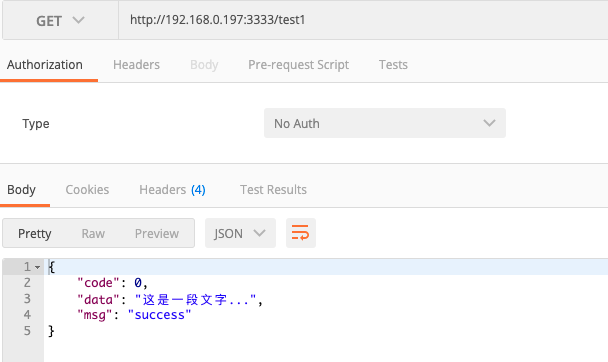 GET http://192.168.0.197:3333/test1
Authorization Headers Body Pre-request Script Tests
Type No Auth
Body Cookies Headers (4) Test Results
Pretty Raw Preview JSON
1 {
2 "code": 0,
3 "data": "这是一段文字...",
4 "msg": "success"
5 }